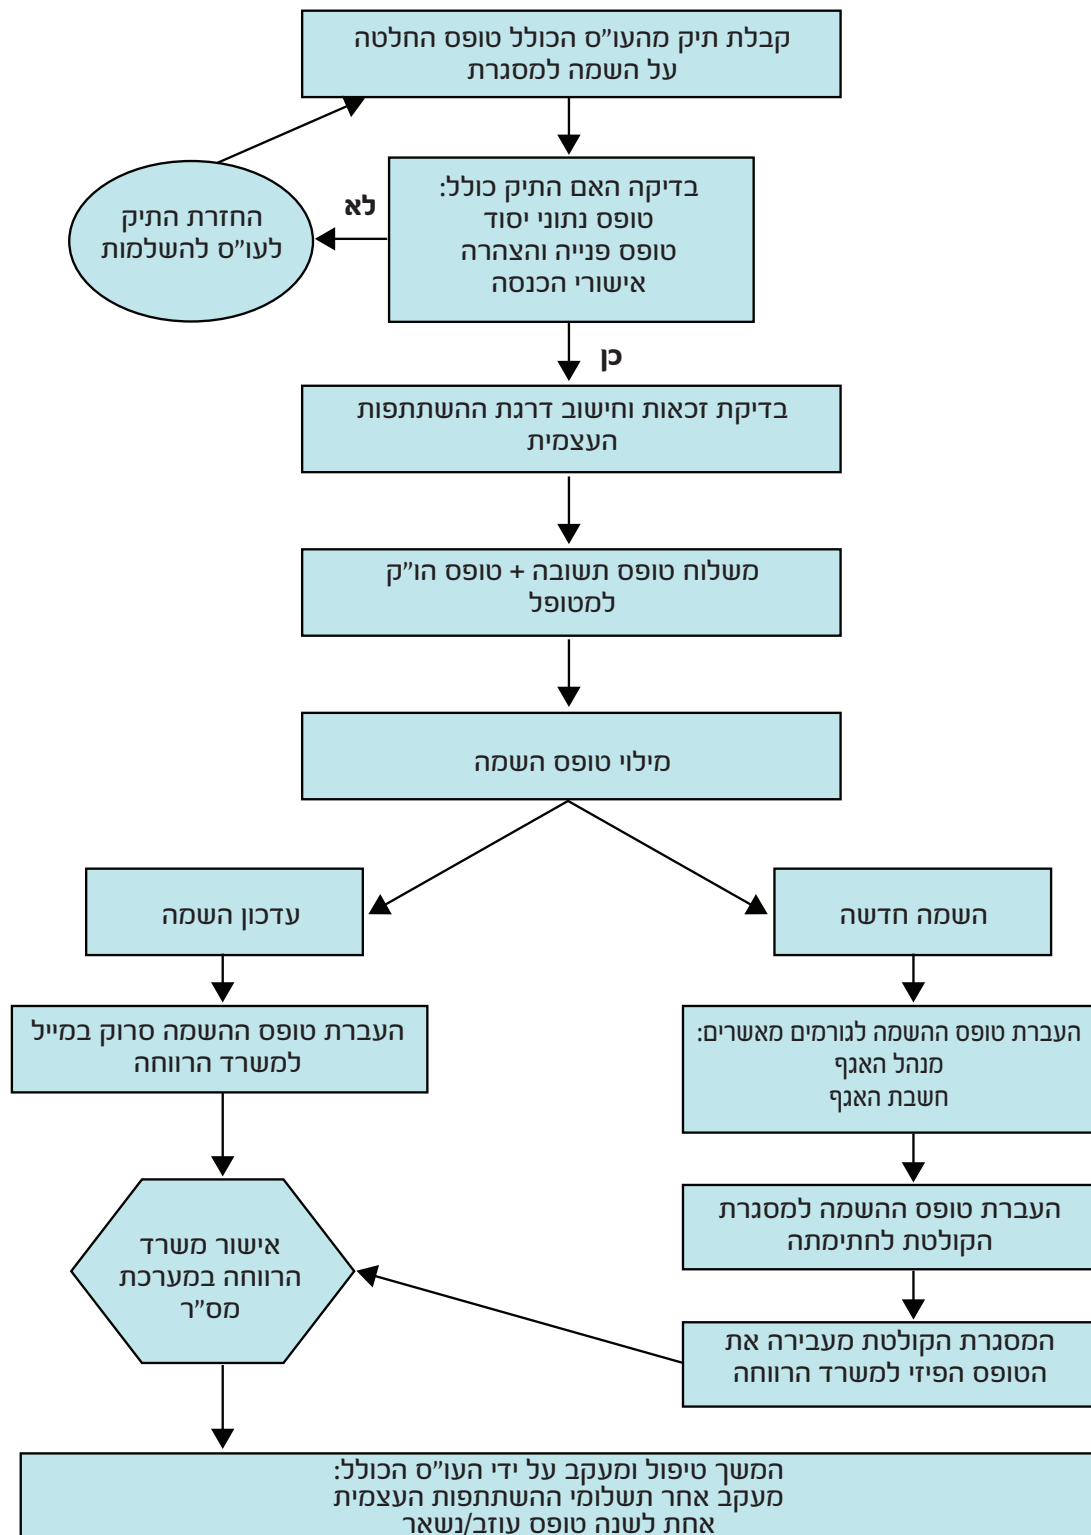 קבלת תיק מהעו"ס הכולל טופס החלטה
על השמה למסגרת
בדיקה האם התיק כולל:
טופס נתוני יסוד
טופס פנייה והצהרה
אישורי הכנסה
לא
החזרת התיק
לעו"ס להשלמות
כן
בדיקת זכאות וחישוב דרגת ההשתתפות
העצמית
משלוח טופס תשובה + טופס הו"ק
למטופל
מילוי טופס השמה
השמה חדשה
עדכון השמה
העברת טופס ההשמה לגורמים מאשרים:
מנהל האגף
חשבת האגף
העברת טופס ההשמה סרוק במייל
למשרד הרווחה
העברת טופס ההשמה למסגרת
הקולטת לחתימתה
אישור משרד
הרווחה במערכת
מס"ר
המסגרת הקולטת מעבירה את
הטופס הפיזי למשרד הרווחה
המשך טיפול ומעקב על ידי העו"ס הכולל:
מעקב אחר תשלומי ההשתתפות העצמית
אחת לשנה טופס עוזב/נשאר